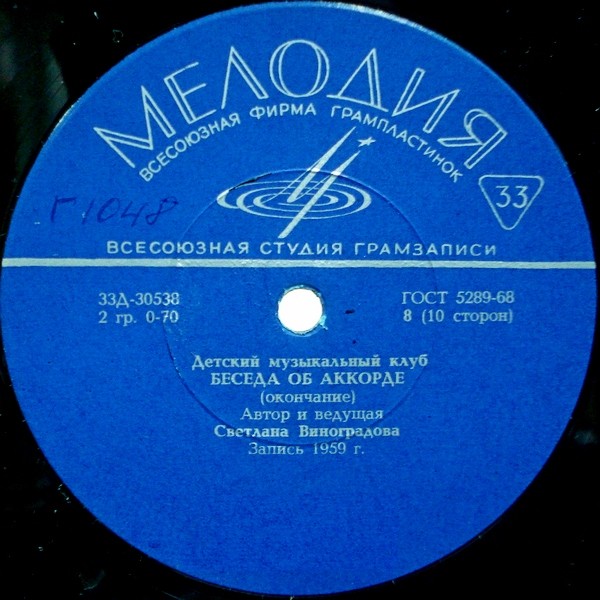 МЕЛОДИЯ
ВСЕСОЮЗНАЯ ФИРМА ГРАМПЛАСТИНОК
33
Г 1048
ВСЕСОЮЗНАЯ СТУДИЯ ГРАМЗАПИСИ
33Д-30538
2 гр. 0-70
ГОСТ 5289-68
8 (10 сторон)
Детский музыкальный клуб
БЕСЕДА ОБ АККОРДЕ
(окончание)
Автор и ведущая
Светлана Виноградова
Запись 1959 г.